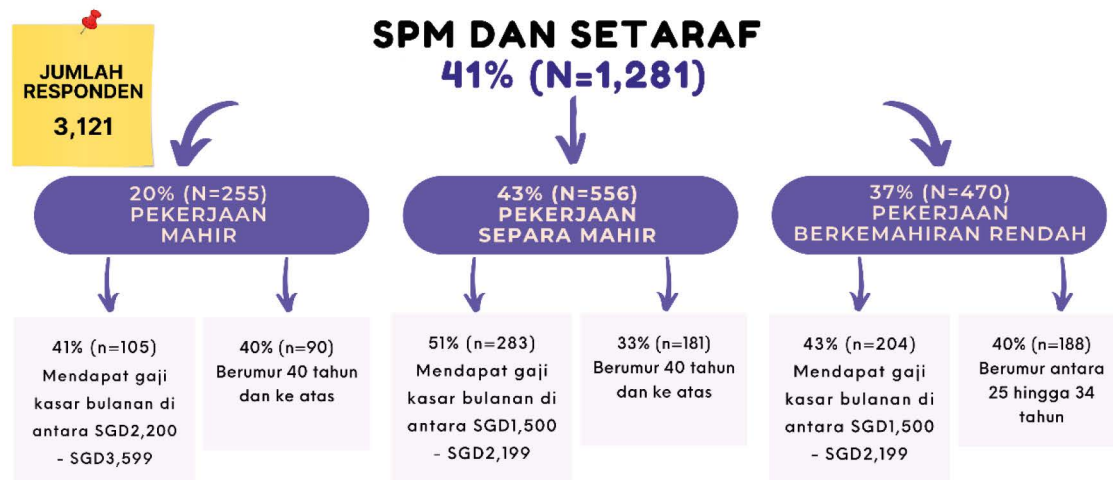 JUMLAH
RESPONDEN
3,121
SPM DAN SETARAF
41% (N=1,281)
20% (N=255)
PEKERJAAN
MAHIR
43% (N=556)
PEKERJAAN
SEPARA MAHIR
37% (N=470)
PEKERJAAN
BERKEMAHIRAN RENDAH
41% (n=105)
Mendapat gaji
kasar bulanan di
antara SGD2,200
- SGD3,599
40% (n=90)
Berumur 40 tahun
dan ke atas
51% (n=283)
Mendapat gaji
kasar bulanan di
antara SGD1,500
- SGD2,199
33% (n=181)
Berumur 40 tahun
dan ke atas
43% (n=204)
Mendapat gaji
kasar bulanan di
antara SGD1,500
- SGD2,199
40% (n=188)
Berumur antara
25 hingga 34
tahun